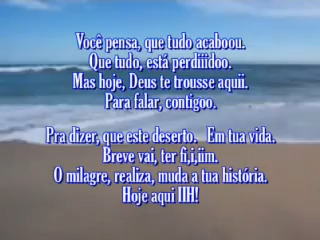 Você pensa, que tudo acaboou.
Que tudo, está perdiiidoo.
Mas hoje, Deus te trousse aquii.
Para falar, contigoo.
Pra dizer, que este deserto. Em tua vida.
Breve vai, ter fi,i,iim.
O milagre, realiza, muda a tua história.
Hoje aqui IIH!